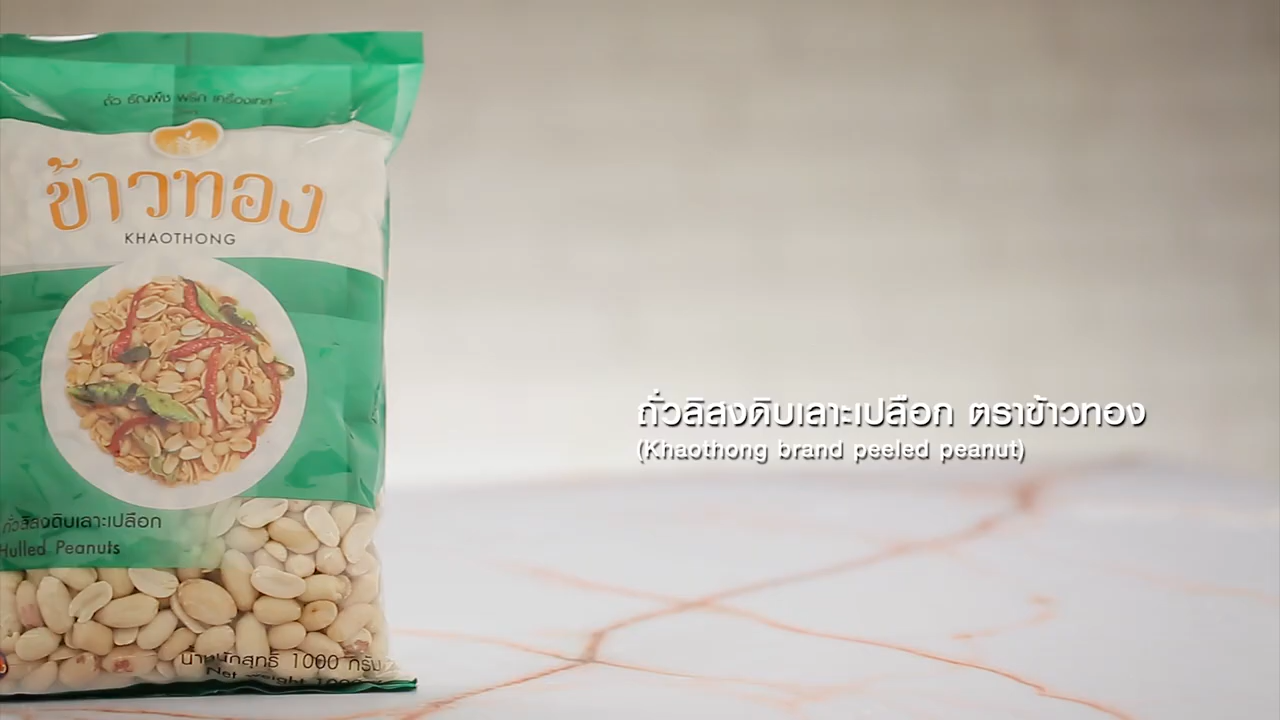 ถั่ว ธัญพืช พริก เครื่องเทศ
ข้าวทอง
KHAOTHONG
ถั่วลิสงดิบเลาะเปลือก
Hulled Peanuts
น้ำหนักสุทธิ 1000 กรัม
Net weight
ถั่วลิสงดิบเลาะเปลือก ตราข้าวทอง
(Khaothong brand peeled peanut)